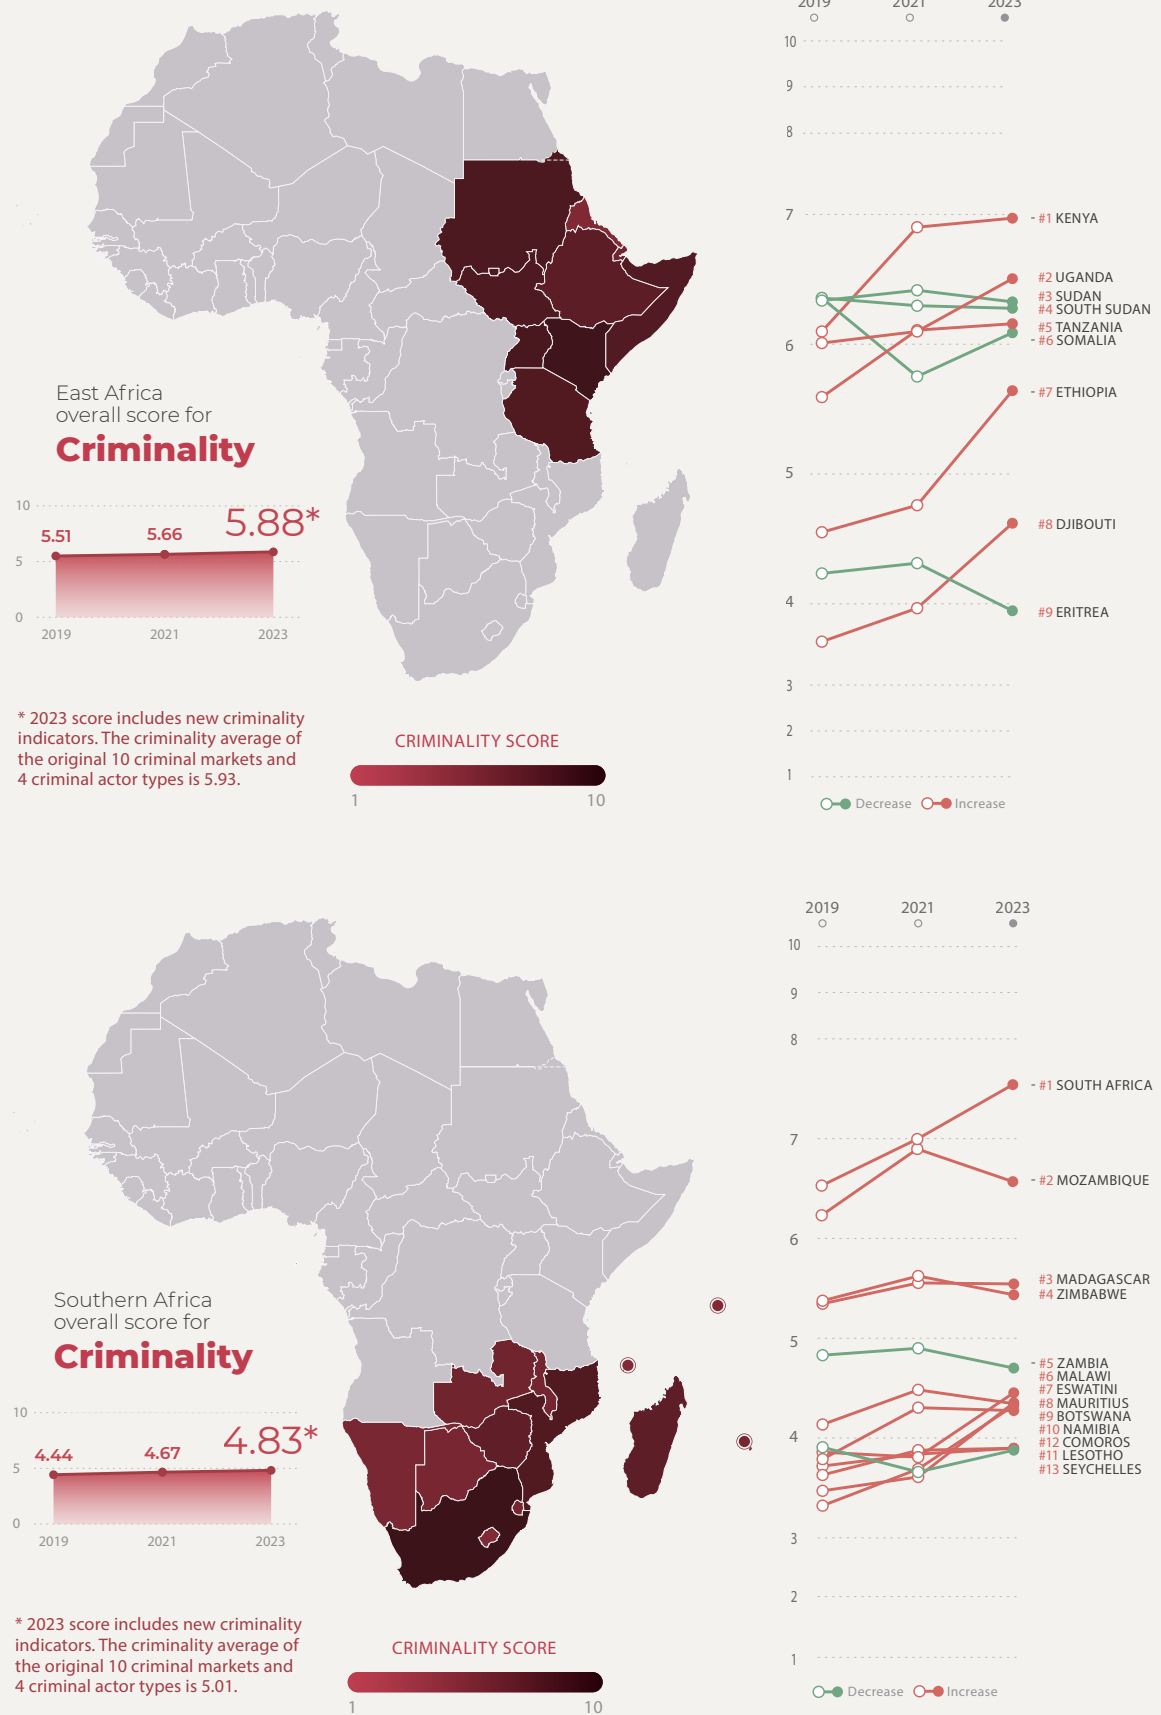 2019
2021
2023
10
9
8
7
6
5
4
3
2
1
- #1 KENYA
#2 UGANDA
#3 SUDAN
#4 SOUTH SUDAN
#5 TANZANIA
- #6 SOMALIA
- #7 ETHIOPIA
#8 DJIBOUTI
#9 ERITREA
Decrease
Increase
East Africa
overall score for
Criminality
10
5
0
5.51
5.66
5.88*
2019
2021
2023
* 2023 score includes new criminality
indicators. The criminality average of
the original 10 criminal markets and
4 criminal actor types is 5.93.
CRIMINALITY SCORE
1
10
2019
2021
2023
10
9
8
7
6
5
4
3
2
1
- #1 SOUTH AFRICA
- #2 MOZAMBIQUE
#3 MADAGASCAR
#4 ZIMBABWE
- #5 ZAMBIA
#6 MALAWI
#7 ESWATINI
#8 MAURITIUS
#9 BOTSWANA
#10 NAMIBIA
#12 COMOROS
#11 LESOTHO
#13 SEYCHELLES
Decrease
Increase
Southern Africa
overall score for
Criminality
10
5
0
4.44
4.67
4.83*
2019
2021
2023
* 2023 score includes new criminality
indicators. The criminality average of
the original 10 criminal markets and
4 criminal actor types is 5.01.
CRIMINALITY SCORE
1
10